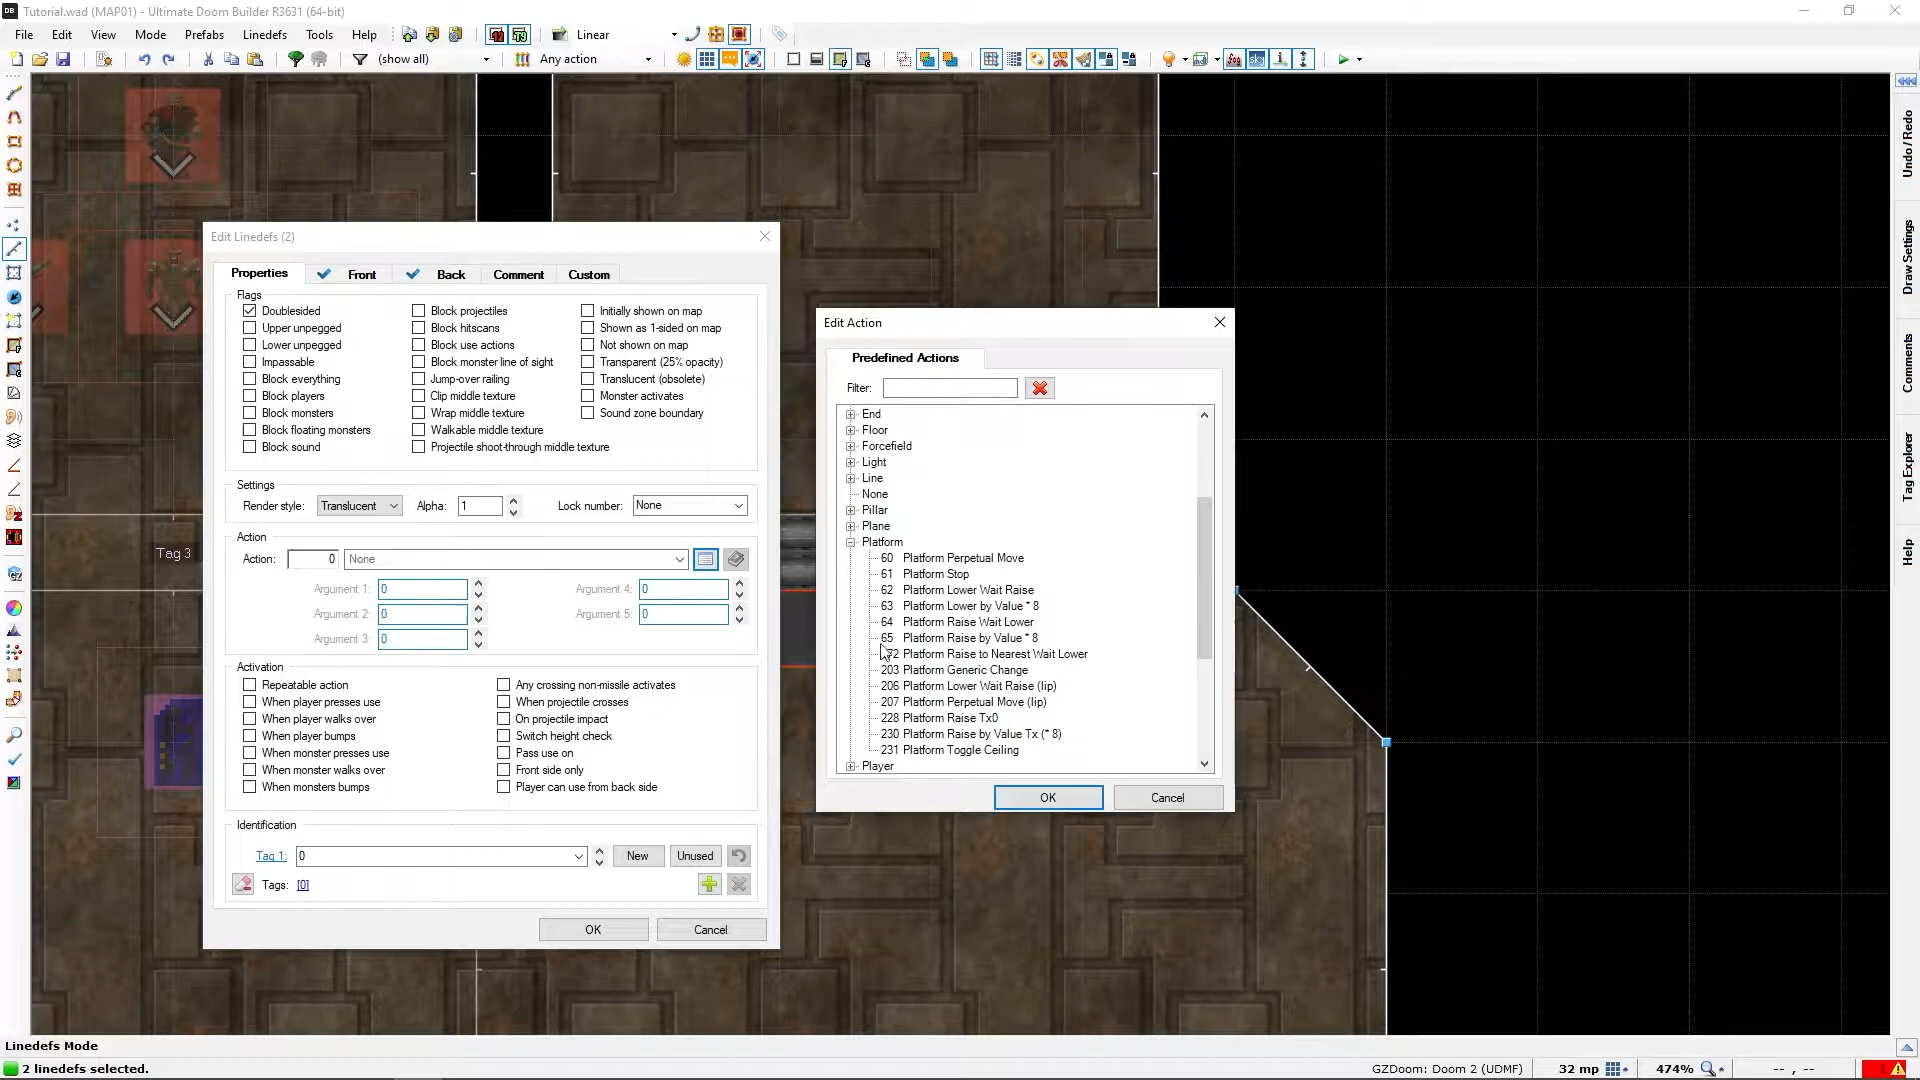 DB Tutorial.wad (MAP01) - Ultimate Doom Builder R3631 (64-bit)
File Edit View Mode Prefabs Linedefs Tools Help Linear
(show all) Any action
Undo / Redo
Draw Settings
Comments
Tag Explorer
Help
Tag 3
Edit Linedefs (2)
Properties Front Back Comment Custom
Flags
Doublesided Block projectiles Initially shown on map
Upper unpegged Block hitscans Shown as 1-sided on map
Lower unpegged Block use actions Not shown on map
Impassable Block monster line of sight Transparent (25% opacity)
Block everything Jump-over railing Translucent (obsolete)
Block players Clip middle texture Monster activates
Block monsters Wrap middle texture Sound zone boundary
Block floating monsters Walkable middle texture
Block sound Projectile shoot-through middle texture
Settings
Render style: Translucent Alpha: 1 Lock number: None
Action
Action: 0 None
Argument 1: 0 Argument 4: 0
Argument 2: 0 Argument 5: 0
Argument 3: 0
Activation
Repeatable action Any crossing non-missile activates
When player presses use When projectile crosses
When player walks over On projectile impact
When player bumps Switch height check
When monster presses use Pass use on
When monster walks over Front side only
When monsters bumps Player can use from back side
Identification
Tag 1: 0 New Unused
Tags: [0]
OK Cancel
Edit Action
Predefined Actions
Filter:
End
Floor
Forcefield
Light
Line
None
Pillar
Plane
Platform
60 Platform Perpetual Move
61 Platform Stop
62 Platform Lower Wait Raise
63 Platform Lower by Value * 8
64 Platform Raise Wait Lower
65 Platform Raise by Value * 8
72 Platform Raise to Nearest Wait Lower
203 Platform Generic Change
206 Platform Lower Wait Raise (lip)
207 Platform Perpetual Move (lip)
228 Platform Raise Tx0
230 Platform Raise by Value Tx (* 8)
231 Platform Toggle Ceiling
Player
OK Cancel
Linedefs Mode
2 linedefs selected. GZDoom: Doom 2 (UDMF) 32 mp 474% -- , -- 1